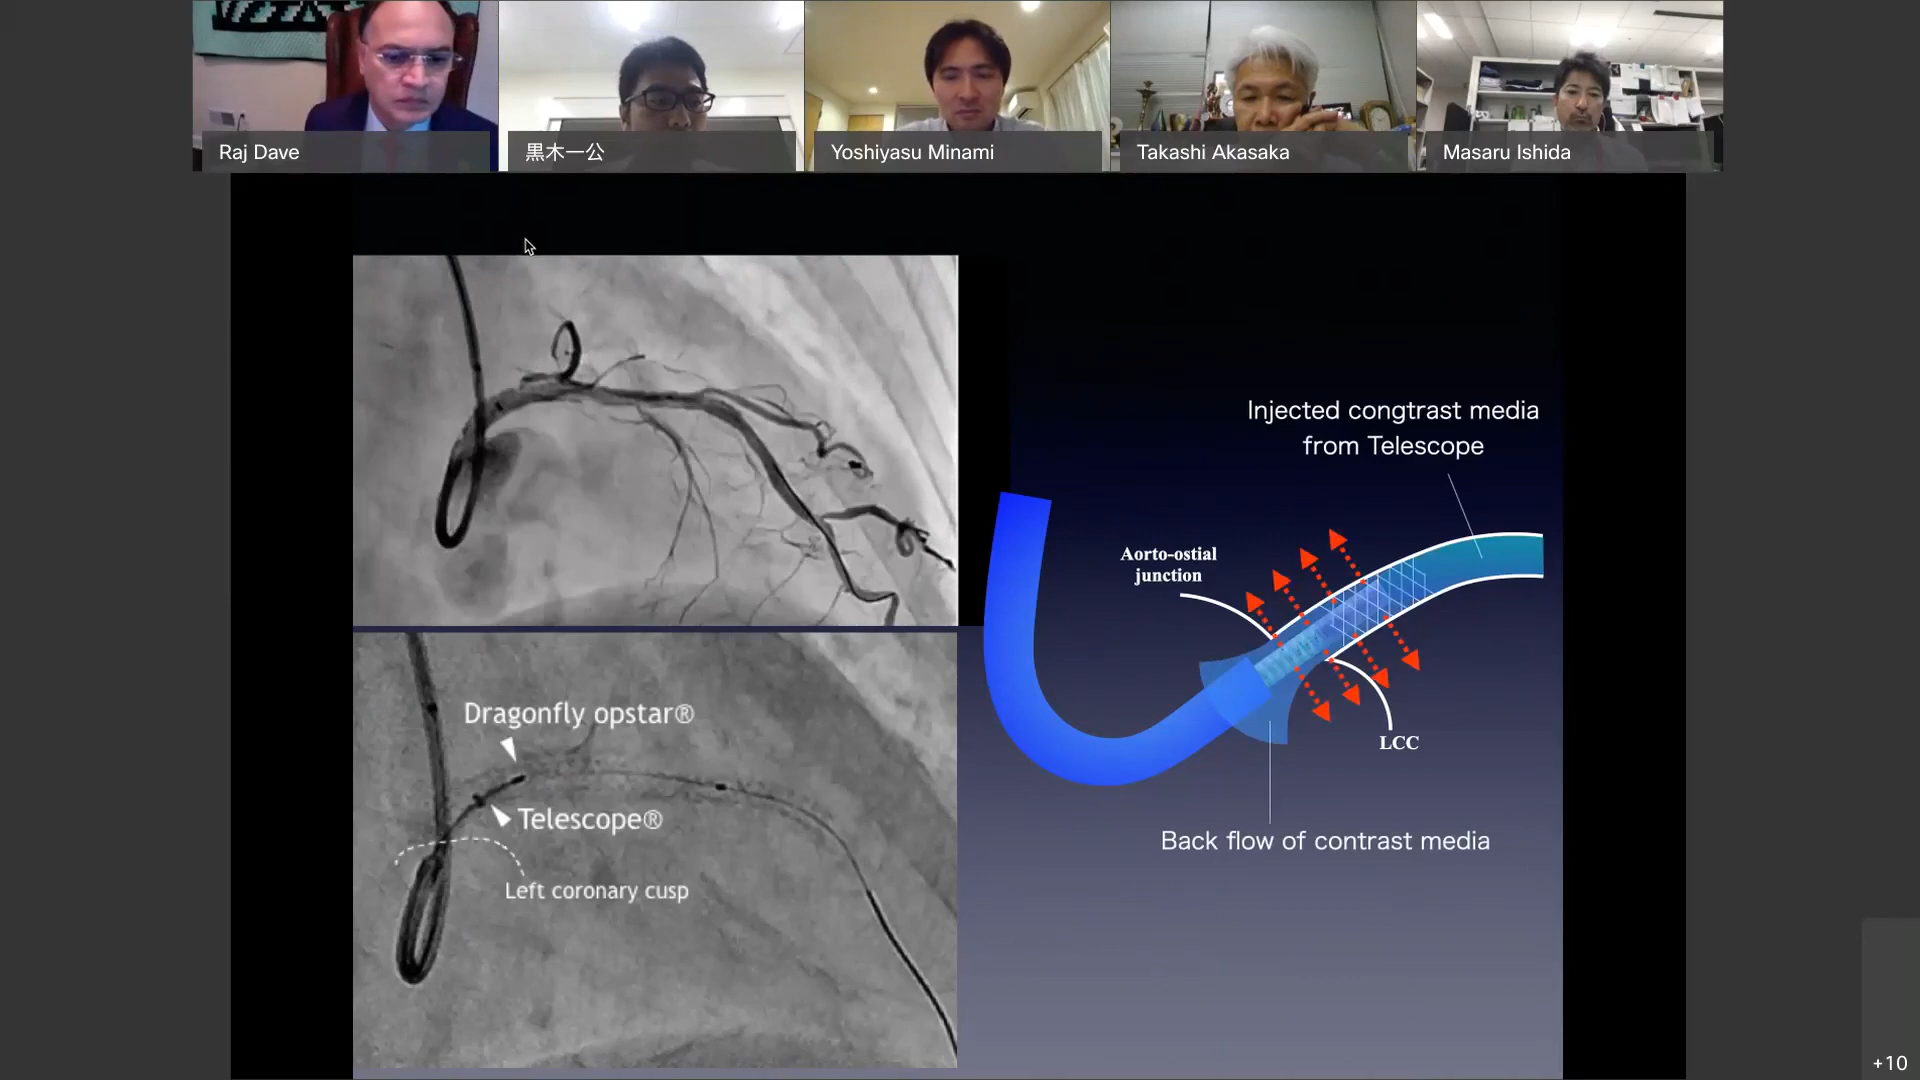 Raj Dave
黒木一公
Yoshiyasu Minami
Takashi Akasaka
Masaru Ishida
Injected congtrast media
from Telescope
Aorto-ostial
junction
Dragonfly opstar®
Telescope®
LCC
Back flow of contrast media
Left coronary cusp
+10